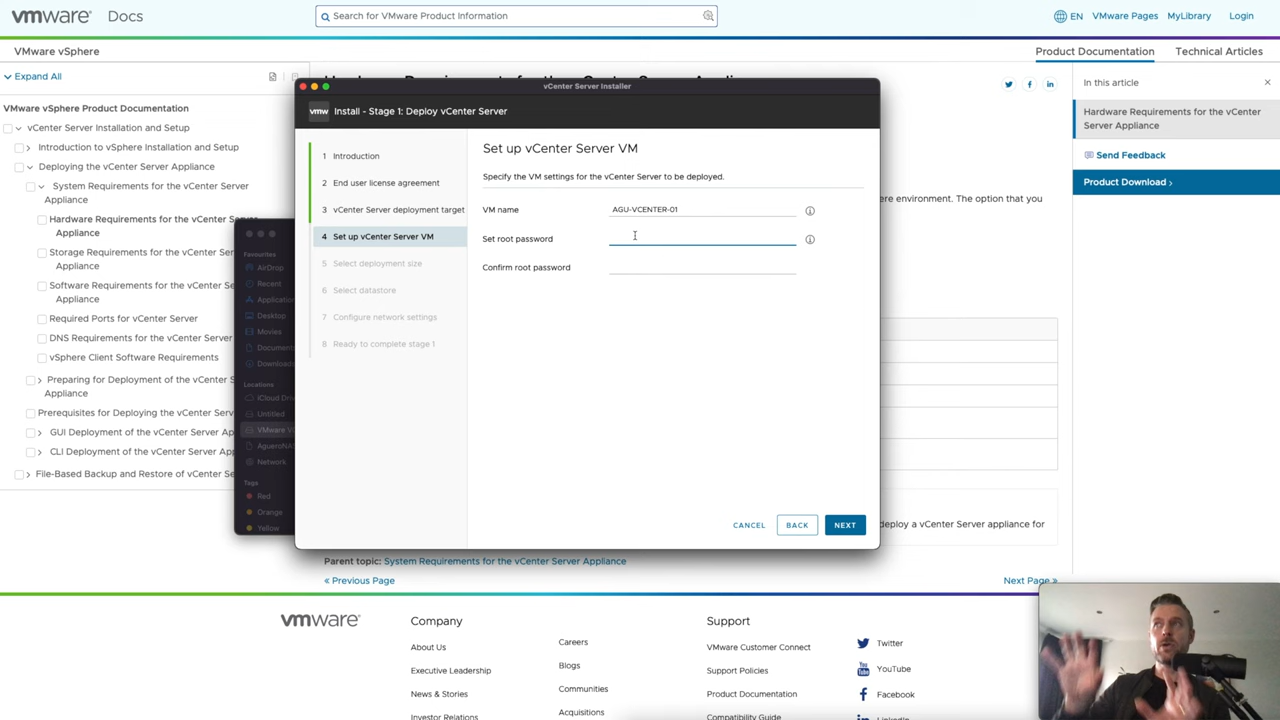 vmware Docs
Search for VMware Product Information
EN VMware Pages MyLibrary Login
VMware vSphere
Product Documentation Technical Articles
Expand All
VMware vSphere Product Documentation
vCenter Server Installation and Setup
Introduction to vSphere Installation and Setup
Deploying the vCenter Server Appliance
System Requirements for the vCenter Server
Appliance
Hardware Requirements for the vCenter
Server Appliance
Storage Requirements for the vCenter Se
Appliance
Software Requirements for the vCenter Se
Appliance
Required Ports for vCenter Server
DNS Requirements for the vCenter Server
vSphere Client Software Requirements
Preparing for Deployment of the vCenter S
Appliance
Prerequisites for Deploying the vCenter Serv
GUI Deployment of the vCenter Server Ap
CLI Deployment of the vCenter Server App
File-Based Backup and Restore of vCenter Se
Favourites
AirDrop
Recent
Application
Desktop
Movies
Document
Download
Locations
iCloud Driv
Untitled
VMware V
AgueroNA
Network
Tags
Red
Orange
Yellow
vCenter Server Installer
vmw Install - Stage 1: Deploy vCenter Server
1 Introduction
2 End user license agreement
3 vCenter Server deployment target
4 Set up vCenter Server VM
5 Select deployment size
6 Select datastore
7 Configure network settings
8 Ready to complete stage 1
Set up vCenter Server VM
Specify the VM settings for the vCenter Server to be deployed.
VM name AGU-VCENTER-01
Set root password
Confirm root password
CANCEL BACK NEXT
ere environment. The option that you
deploy a vCenter Server appliance for
In this article
Hardware Requirements for the vCenter
Server Appliance
Send Feedback
Product Download
Parent topic: System Requirements for the vCenter Server Appliance
« Previous Page
Next Page »
vmware
Company
About Us
Executive Leadership
News & Stories
Investor Relations
Careers
Blogs
Communities
Acquisitions
Support
VMware Customer Connect
Support Policies
Product Documentation
Compatibility Guide
Twitter
YouTube
Facebook